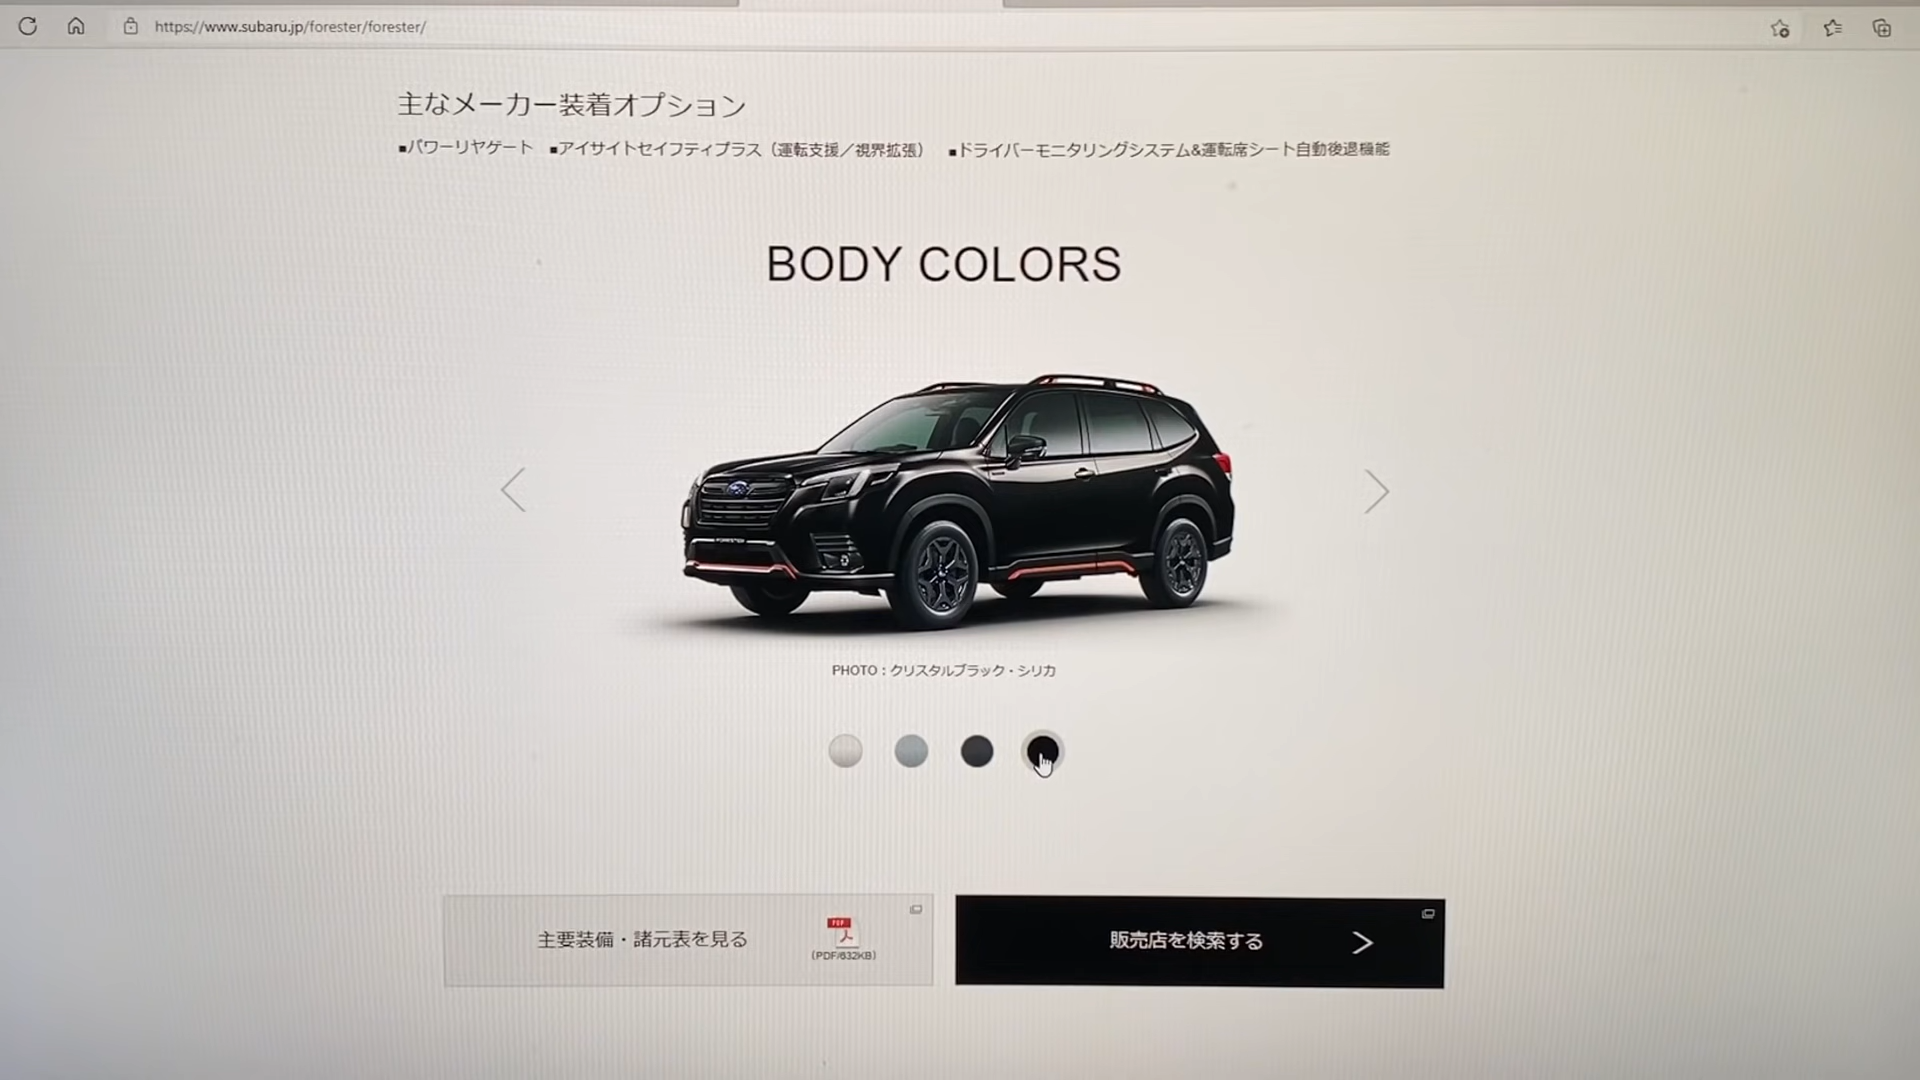 https://www.subaru.jp/forester/forester/
主なメーカー装着オプション
■パワーリヤゲート ■アイサイトセイフティプラス（運転支援／視界拡張） ■ドライバーモニタリングシステム&運転席シート自動後退機能
BODY COLORS
FORESTER
PHOTO：クリスタルブラック・シリカ
主要装備・諸元表を見る
PDF
（PDF/632KB）
販売店を検索する